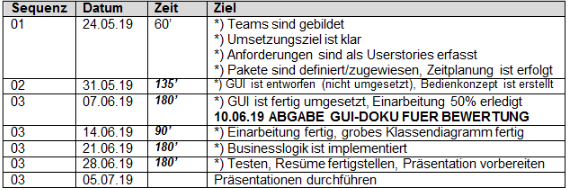 Sequenz Datum Zeit Ziel
01 24.05.19 60' *) Teams sind gebildet
*) Umsetzungsziel ist klar
*) Anforderungen sind als Userstories erfasst
*) Pakete sind definiert/zugewiesen, Zeitplanung ist erfolgt
02 31.05.19 135' *) GUI ist entworfen (nicht umgesetzt), Bedienkonzept ist erstellt
03 07.06.19 180' *) GUI ist fertig umgesetzt, Einarbeitung 50% erledigt
10.06.19 ABGABE GUI-DOKU FUER BEWERTUNG
03 14.06.19 90' *) Einarbeitung fertig, grobes Klassendiagramm fertig
03 21.06.19 180' *) Businesslogik ist implementiert
03 28.06.19 180' *) Testen, Resüme fertigstellen, Präsentation vorbereiten
03 05.07.19 Präsentationen durchführen